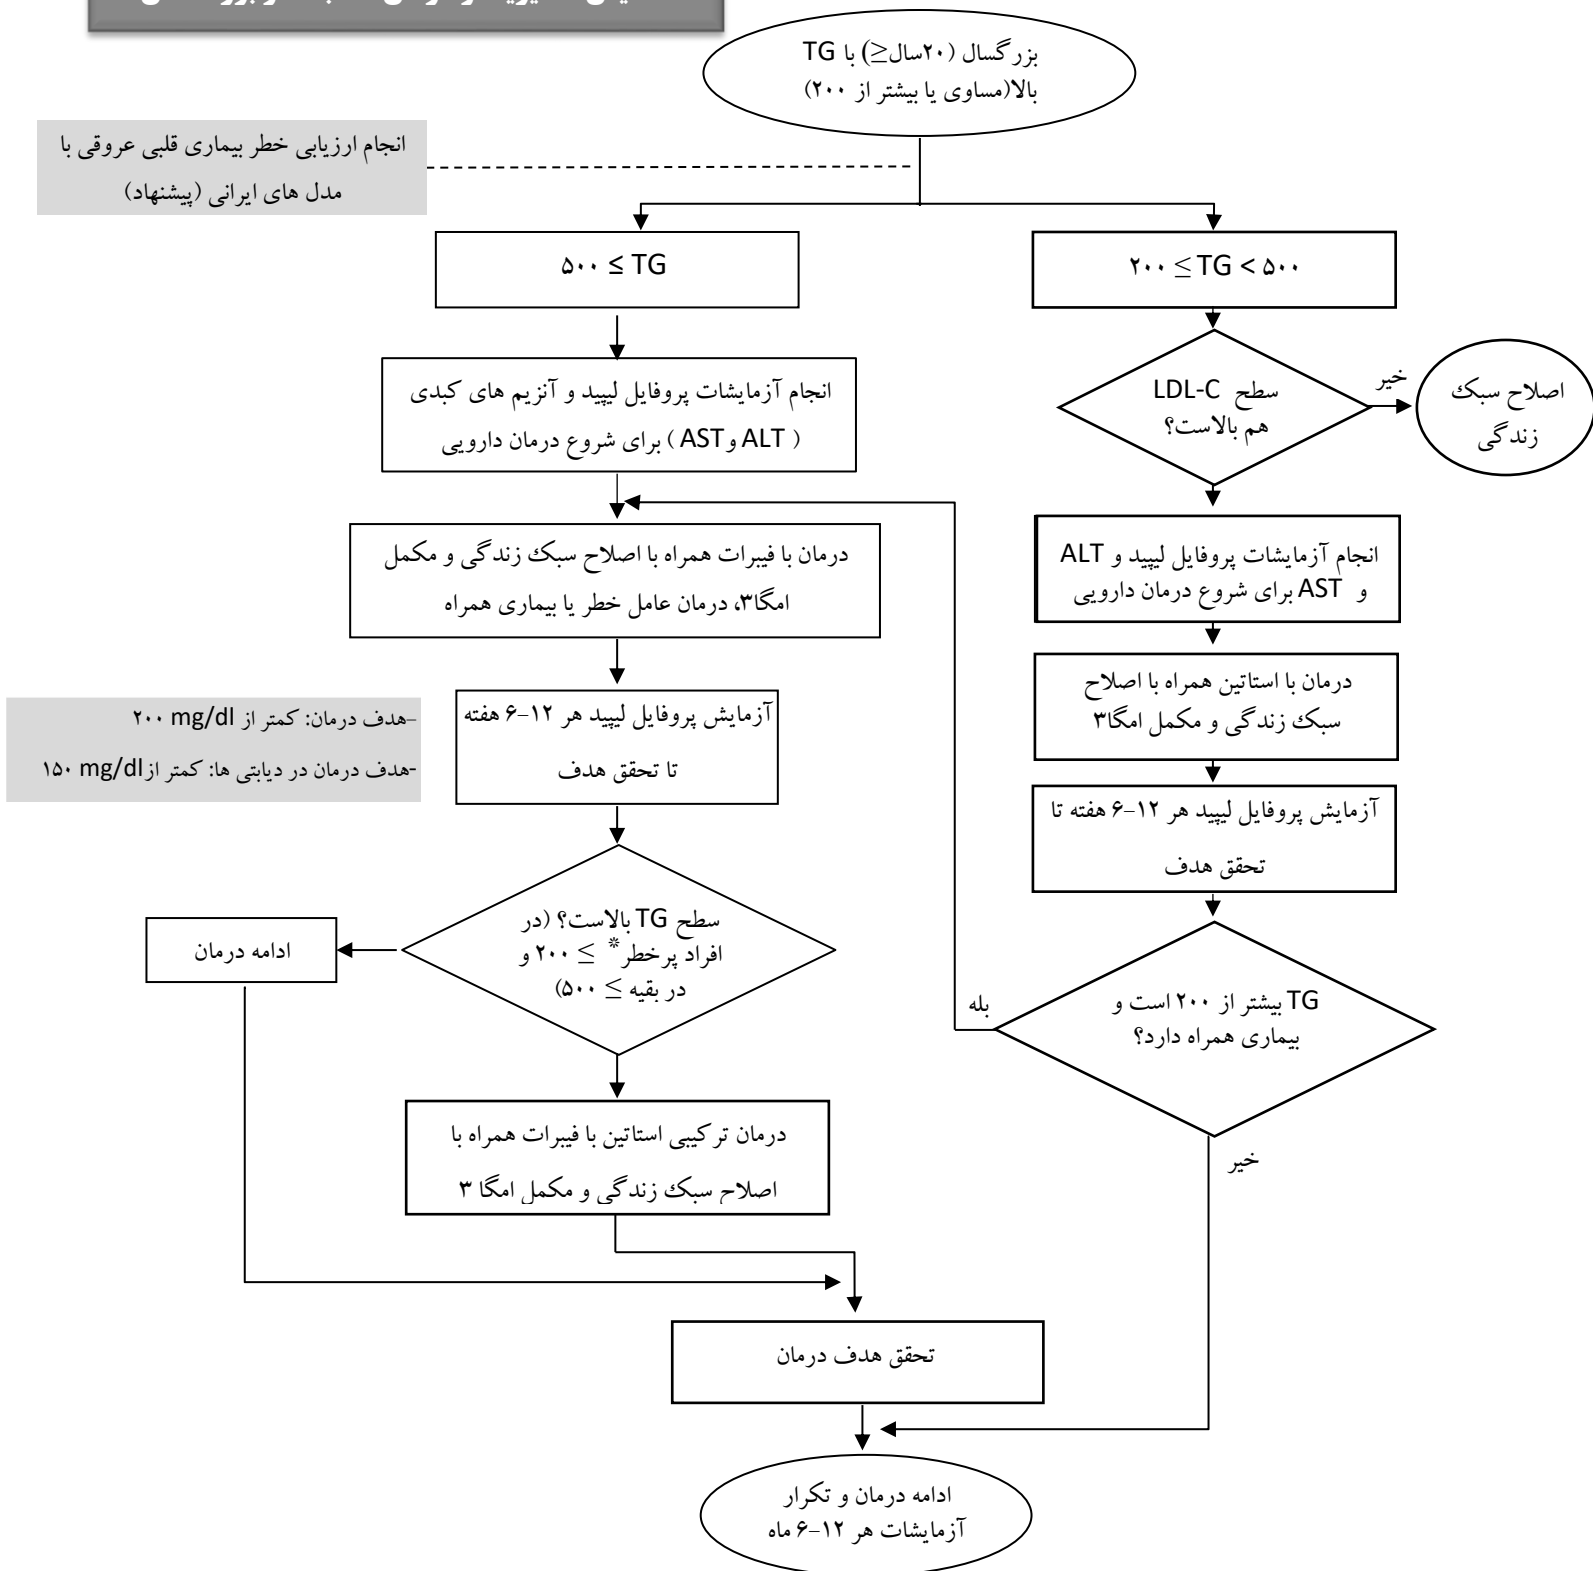 بزرگسال (۲۰سال≤) با TG
بالا(مساوی یا بیشتر از ۲۰۰)
انجام ارزیابی خطر بیماری قلبی عروقی با
مدل های ایرانی (پیشنهاد)
۲۰۰ ≤ TG < ۵۰۰
۵۰۰ ≤ TG
سطح LDL-C
هم بالاست؟
خیر
اصلاح سبک
زندگی
انجام آزمایشات پروفایل لیپید و آنزیم های کبدی
( ALT و AST ) برای شروع درمان دارویی
انجام آزمایشات پروفایل لیپید و ALT
و AST برای شروع درمان دارویی
درمان با فیبرات همراه با اصلاح سبک زندگی و مکمل
امگا۳، درمان عامل خطر یا بیماری همراه
درمان با استاتین همراه با اصلاح
سبک زندگی و مکمل امگا۳
آزمایش پروفایل لیپید هر ۱۲-۶ هفته
تا تحقق هدف
-هدف درمان: کمتر از ۲۰۰ mg/dl
-هدف درمان در دیابتی ها: کمتر از ۱۵۰ mg/dl
آزمایش پروفایل لیپید هر ۱۲-۶ هفته تا
تحقق هدف
سطح TG بالاست؟ (در
افراد پرخطر* ≥ ۲۰۰ و
در بقیه ≥ ۵۰۰)
ادامه درمان
TG بیشتر از ۲۰۰ است و
بیماری همراه دارد؟
بله
خیر
درمان ترکیبی استاتین با فیبرات همراه با
اصلاح سبک زندگی و مکمل امگا ۳
تحقق هدف درمان
ادامه درمان و تکرار
آزمایشات هر ۱۲-۶ ماه